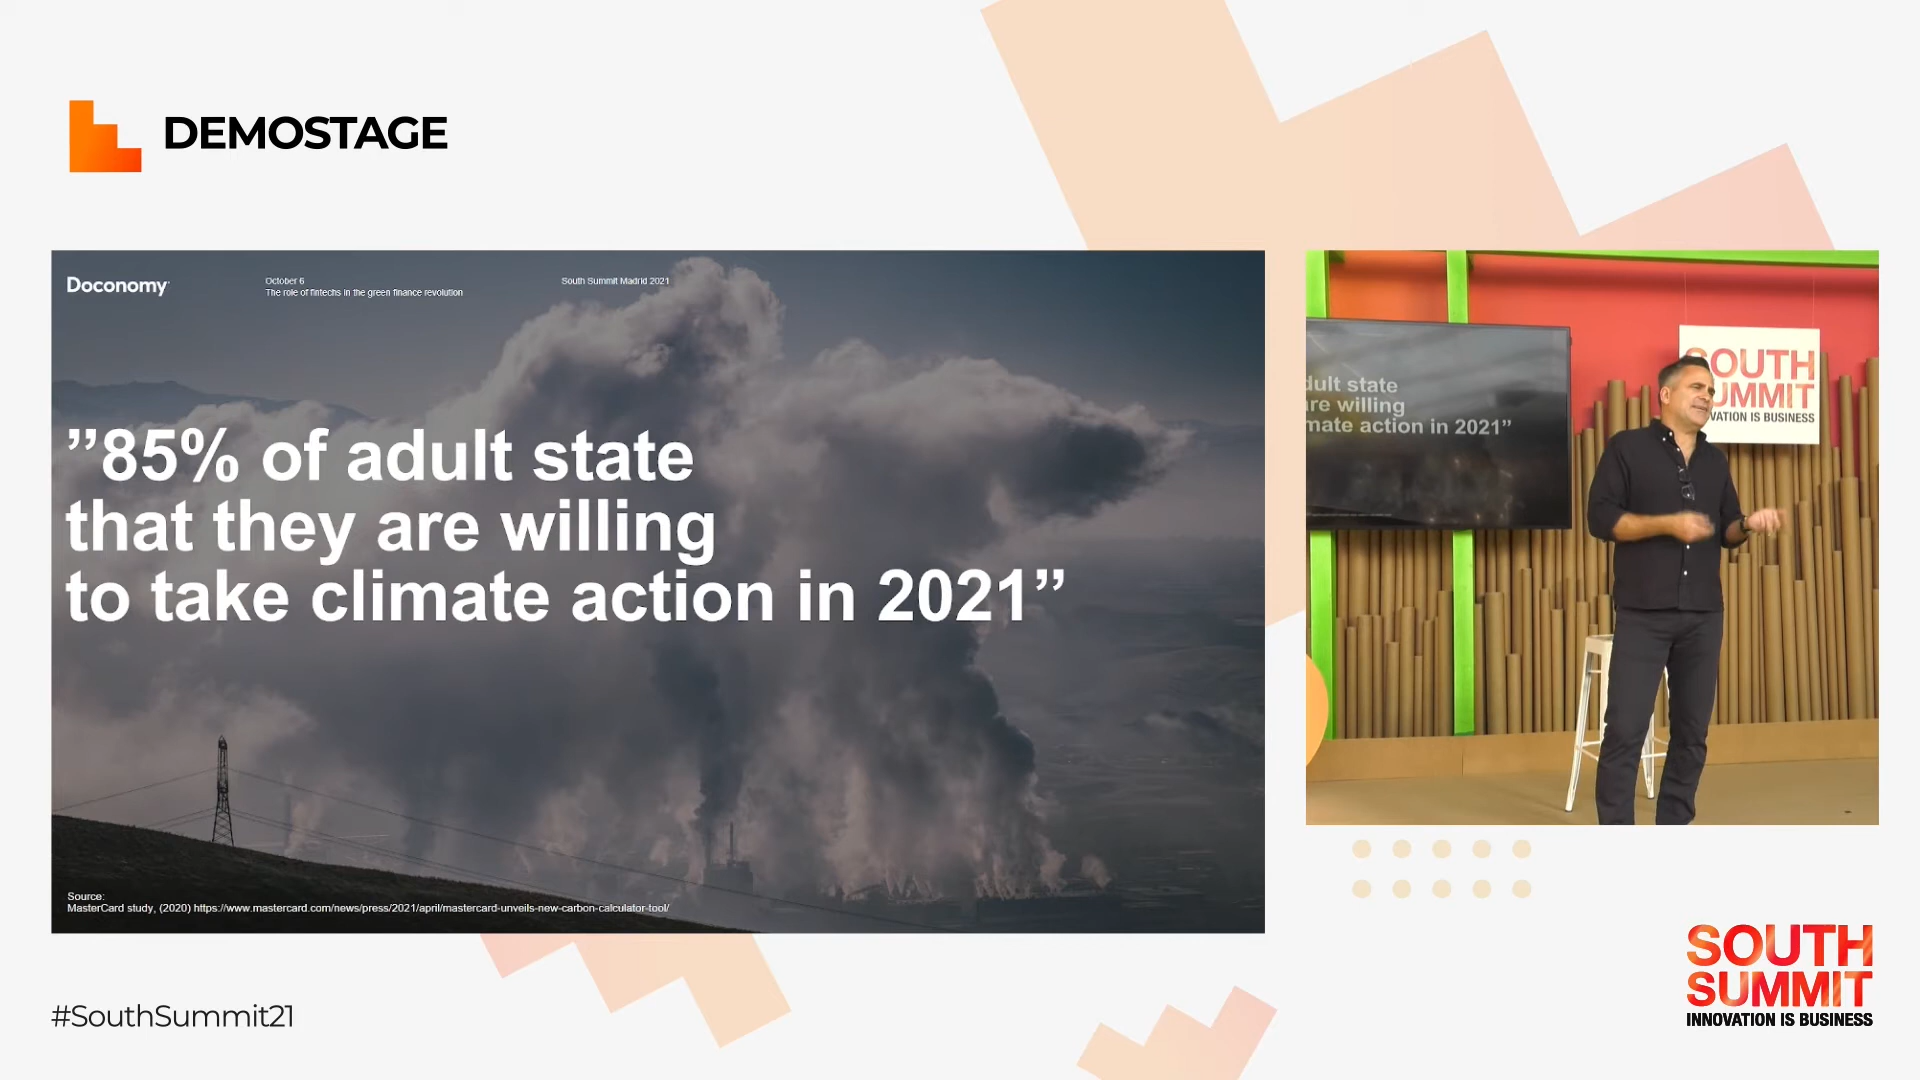 DEMOSTAGE
Doconomy
October 6
The role of fintechs in the green finance revolution
South Summit Madrid 2021
”85% of adult state
that they are willing
to take climate action in 2021”
Source:
MasterCard study, (2020) https://www.mastercard.com/news/press/2021/april/mastercard-unveils-new-carbon-calculator-tool/
dult state
re willing
mate action in 2021”
SOUTH
SUMMIT
VATION IS BUSINESS
#SouthSummit21
SOUTH
SUMMIT
INNOVATION IS BUSINESS